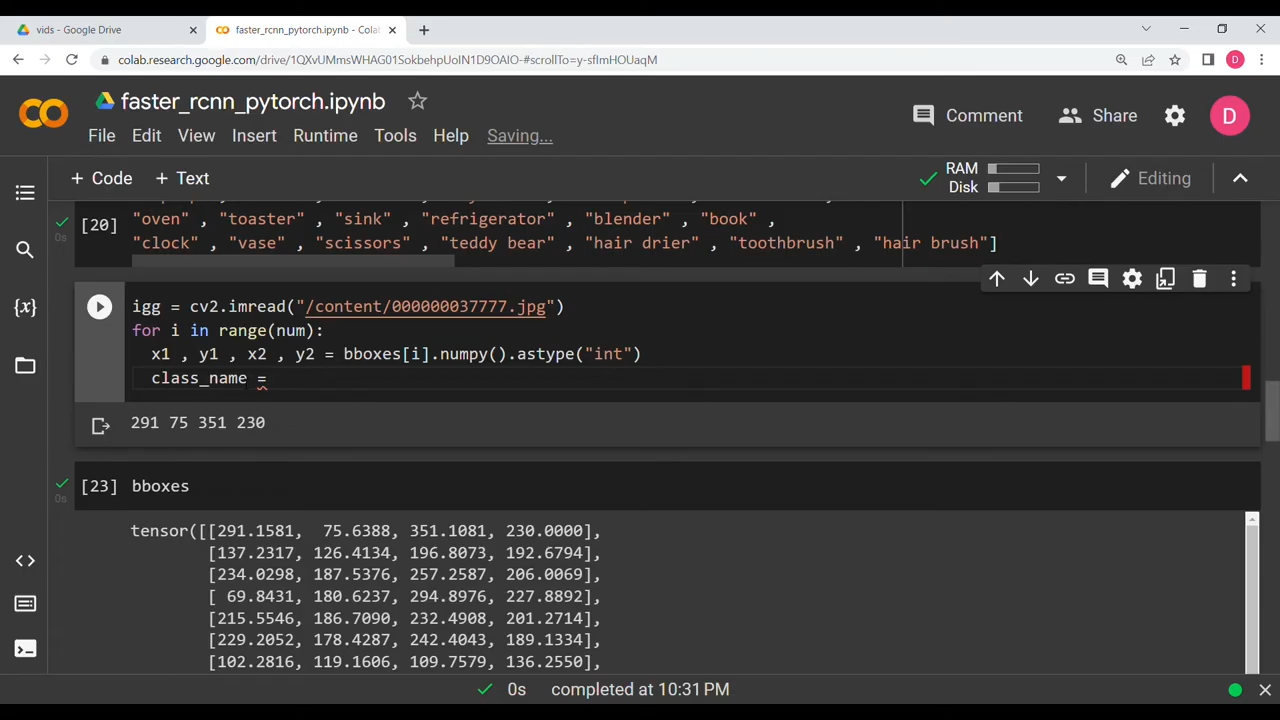 vids - Google Drive
faster_rcnn_pytorch.ipynb - Colab
colab.research.google.com/drive/1QXvUMmsWHAG01SokbehpUoIN1D9OAIO-#scrollTo=y-sfImHOUaqM
D
faster_rcnn_pytorch.ipynb
File Edit View Insert Runtime Tools Help Saving...
Comment
Share
D
+ Code + Text
RAM
Disk
Editing
[20]
0s
"oven" , "toaster" , "sink" , "refrigerator" , "blender" , "book" ,
"clock" , "vase" , "scissors" , "teddy bear" , "hair drier" , "toothbrush" , "hair brush"]
igg = cv2.imread("/content/000000037777.jpg")
for i in range(num):
x1 , y1 , x2 , y2 = bboxes[i].numpy().astype("int")
class_name =
291 75 351 230
[23] bboxes
0s
tensor([[291.1581, 75.6388, 351.1081, 230.0000],
[137.2317, 126.4134, 196.8073, 192.6794],
[234.0298, 187.5376, 257.2587, 206.0069],
[ 69.8431, 180.6237, 294.8976, 227.8892],
[215.5546, 186.7090, 232.4908, 201.2714],
[229.2052, 178.4287, 242.4043, 189.1334],
[102.2816, 119.1606, 109.7579, 136.2550],
0s completed at 10:31 PM